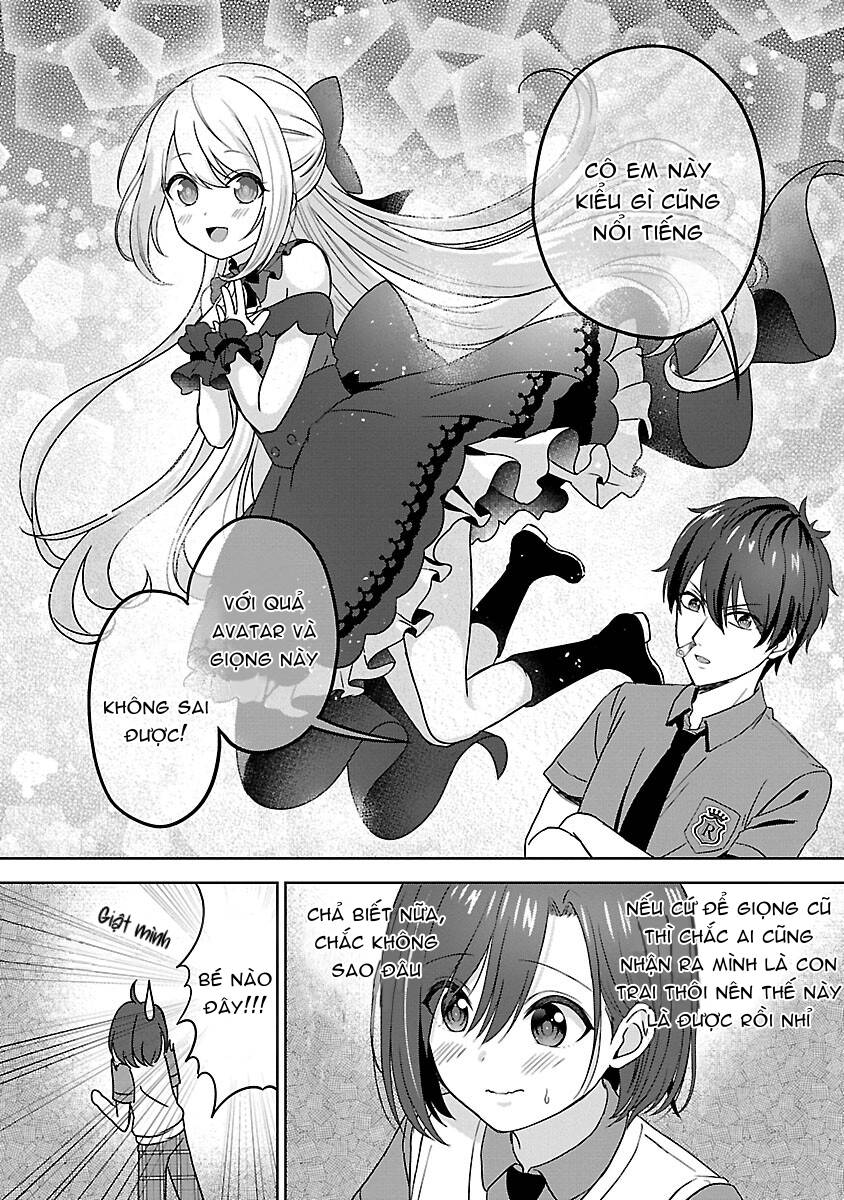 CÔ EM NÀY
KIỂU GÌ CŨNG
NỔI TIẾNG
VỚI QUẢ
AVATAR VÀ
GIỌNG NÀY
KHÔNG SAI
ĐƯỢC!
R
NẾU CỨ ĐỂ GIỌNG CŨ
THÌ CHẮC AI CŨNG
NHẬN RA MÌNH LÀ CON
TRAI THÔI NÊN THẾ NÀY
LÀ ĐƯỢC RỒI NHỈ
CHẢ BIẾT NỮA,
CHẮC KHÔNG
SAO ĐÂU
Giật mình
BÉ NÀO
ĐÂY!!!